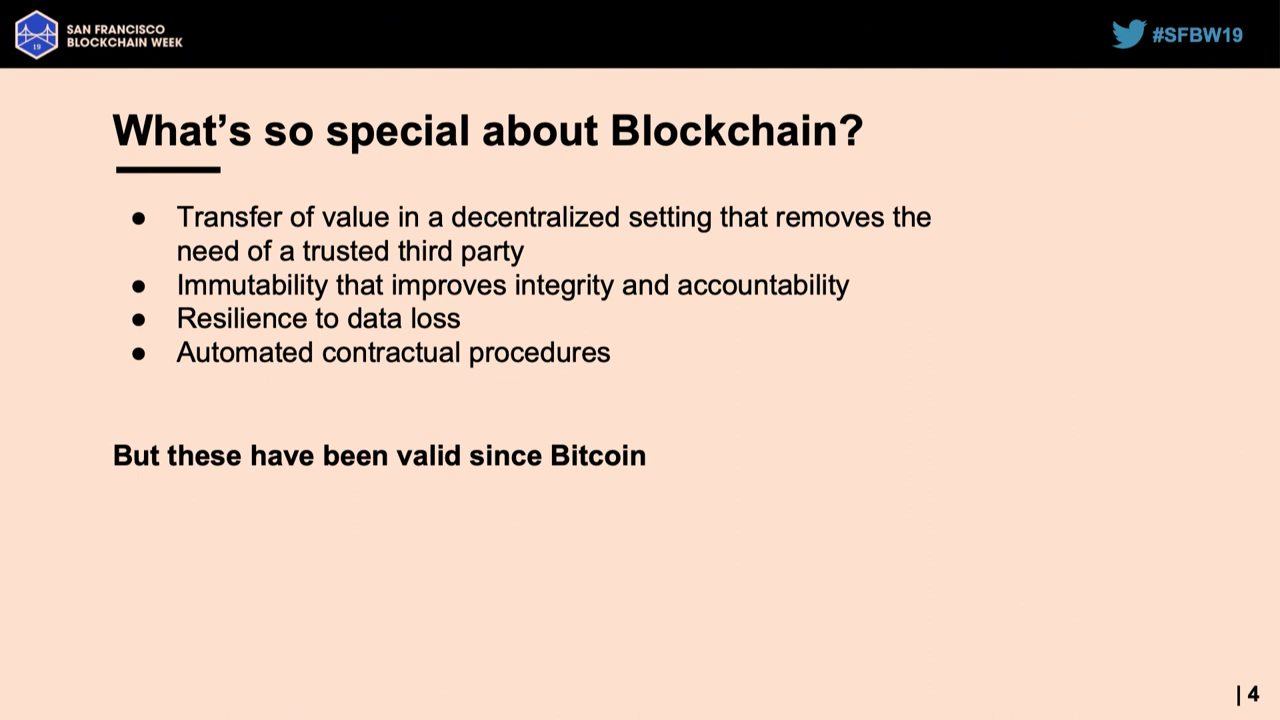 SAN FRANCISCO
BLOCKCHAIN WEEK
19
#SFBW19
What’s so special about Blockchain?
● Transfer of value in a decentralized setting that removes the
need of a trusted third party
● Immutability that improves integrity and accountability
● Resilience to data loss
● Automated contractual procedures
But these have been valid since Bitcoin
| 4